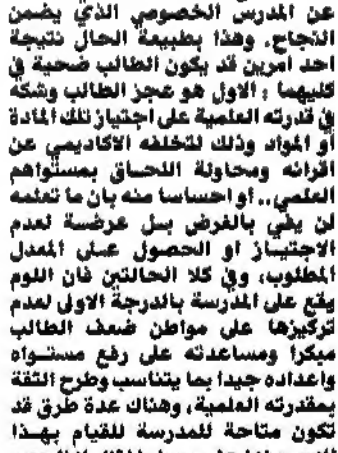 عن المدرس الخصوصي الذي يضمن
النجاح. وهذا بطبيعة الحال نتيجة
احد امرين قد يكون الطالب ضحية في
كليهما : الاول هو عجز الطالب وشكه
في قدرته العلمية على اجتياز تلك المادة
او المواد وذلك لتخلفه الاكاديمي عن
اقرانه ومحاولة اللحاق بمستواهم
العلمي.. او احساسا منه بان ما تعلمه
لن يفي بالغرض بل عرضة لعدم
الاجتياز او الحصول على المعدل
المطلوب، وفي كلا الحالتين فان اللوم
يقع على المدرسة بالدرجة الاولى لعدم
تركيزها على مواطن ضعف الطالب
مبكرا ومساعدته على رفع مستواه
واعداده جيدا بما يتناسب وطرح الثقة
بمقدرته العلمية، وهناك عدة طرق قد
تكون متاحة للمدرسة للقيام بهذا